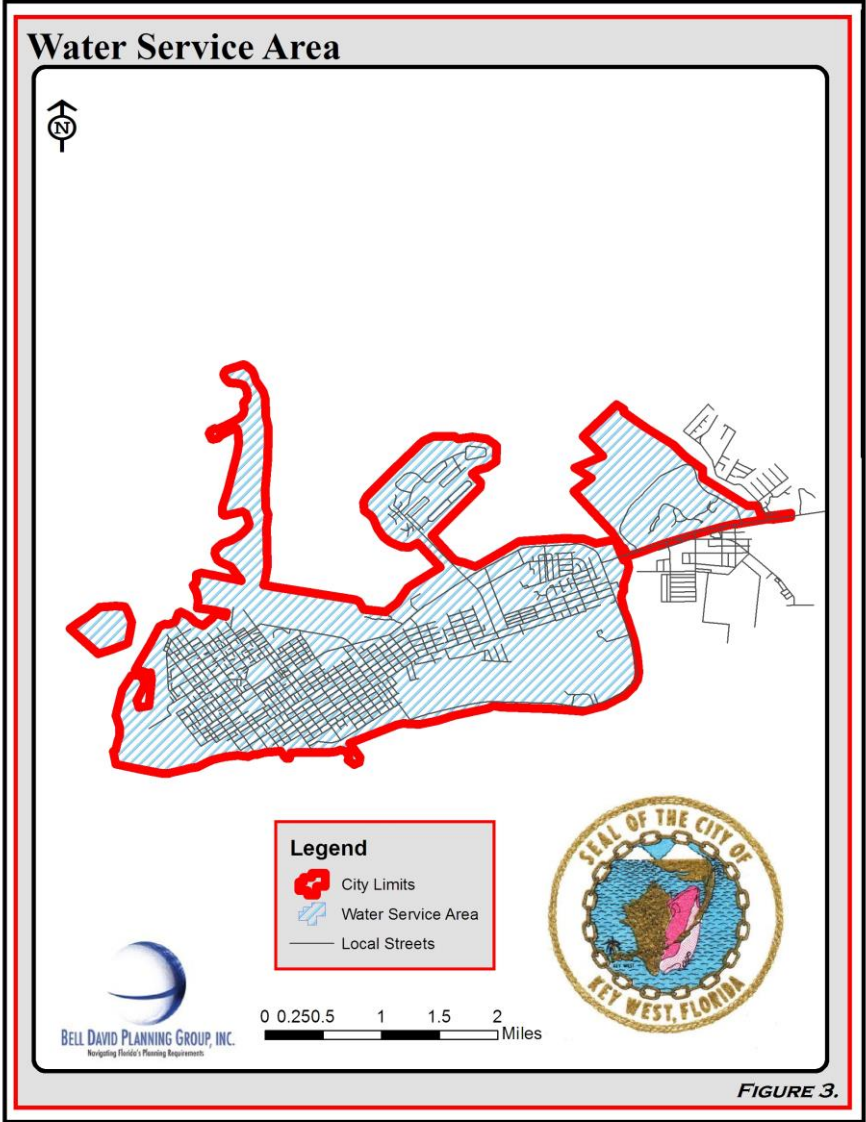 Water Service Area
N
Legend
City Limits
Water Service Area
Local Streets
SEAL OF THE CITY OF
KEY WEST, FLORIDA
KEY WEST
BELL DAVID PLANNING GROUP, INC.
Navigating Florida's Planning Requirements
0 0.250.5 1 1.5 2
Miles
FIGURE 3.